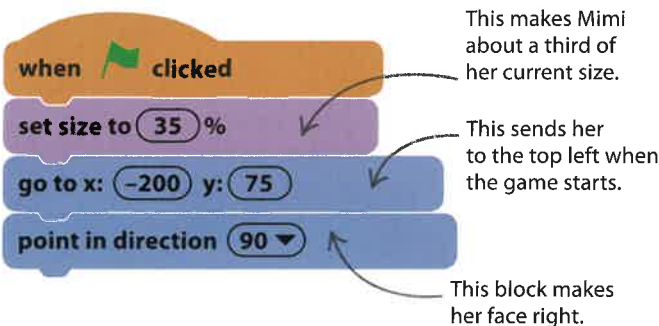 when clicked
set size to 35 %
go to x: -200 y: 75
point in direction 90
This makes Mimi
about a third of
her current size.
This sends her
to the top left when
the game starts.
This block makes
her face right.